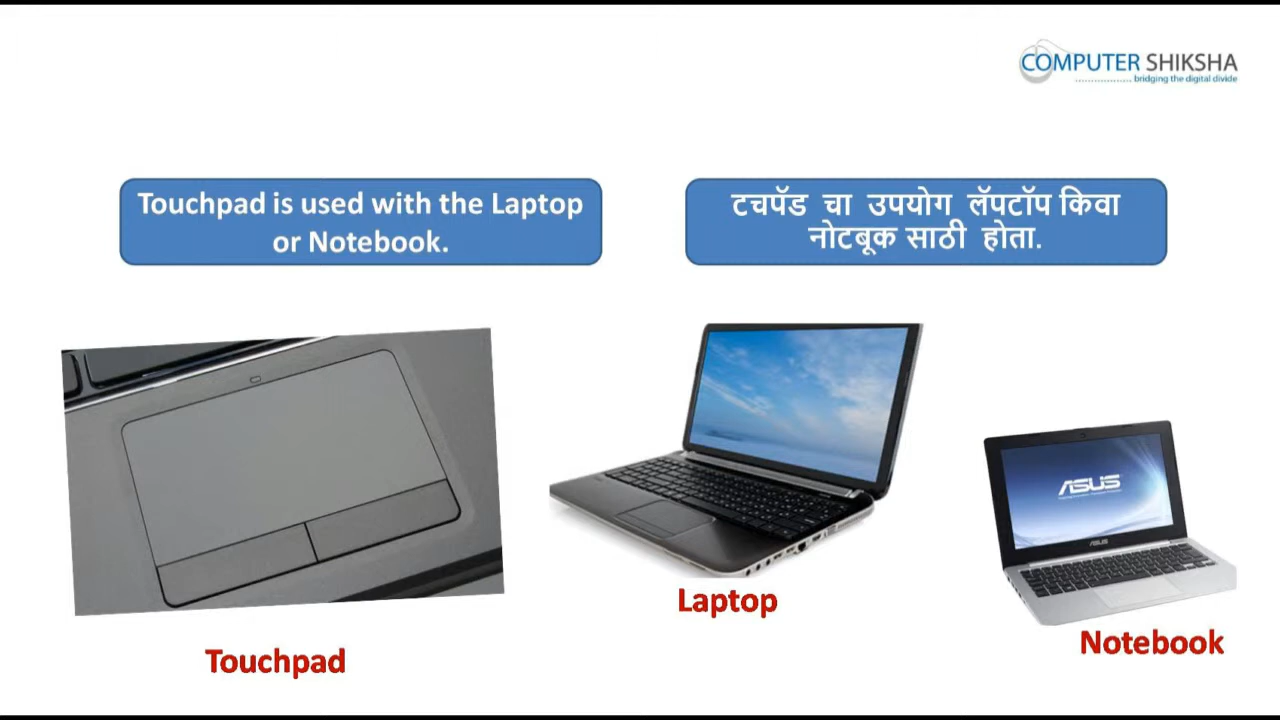 COMPUTER SHIKSHA
bridging the digital divide
Touchpad is used with the Laptop
or Notebook.
टचपॅड चा उपयोग लॅपटॉप किवा
नोटबूक साठी होता.
ASUS
ASUS
Laptop
Notebook
Touchpad